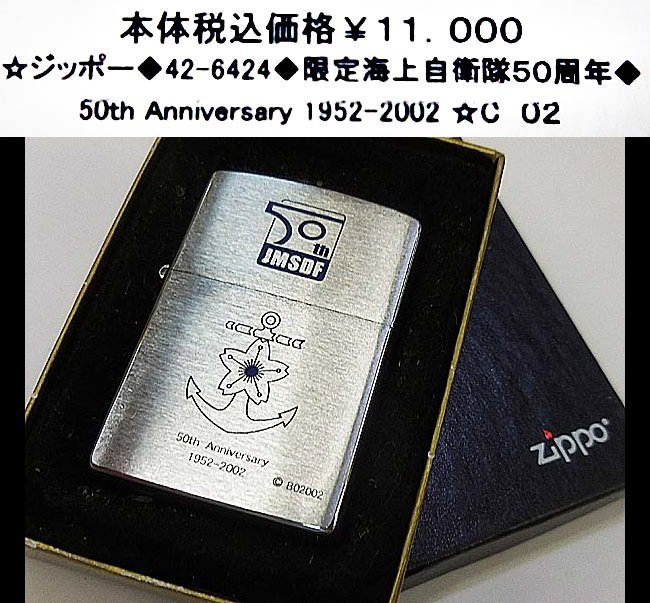 本体税込価格￥11.000
☆ジッポー◆42-6424◆限定海上自衛隊50周年◆
50th Anniversary 1952-2002 ☆C 02
50th
JMSDF
50th Anniversary
1952-2002
© B02002
zippo®